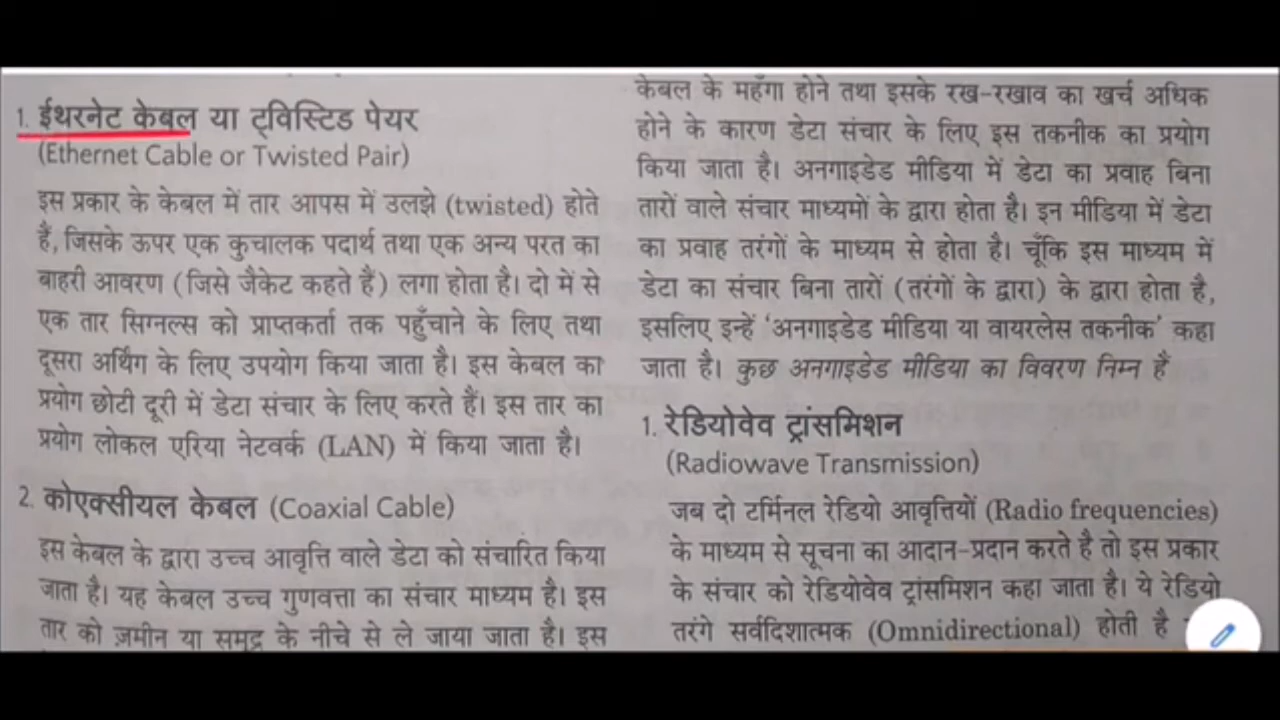 1. ईथरनेट केबल या ट्विस्टिड पेयर
(Ethernet Cable or Twisted Pair)
इस प्रकार के केबल में तार आपस में उलझे (twisted) होते
हैं, जिसके ऊपर एक कुचालक पदार्थ तथा एक अन्य परत का
बाहरी आवरण (जिसे जैकेट कहते हैं) लगा होता है। दो में से
एक तार सिग्नल्स को प्राप्तकर्ता तक पहुँचाने के लिए तथा
दूसरा अर्थिंग के लिए उपयोग किया जाता है। इस केबल का
प्रयोग छोटी दूरी में डेटा संचार के लिए करते हैं। इस तार का
प्रयोग लोकल एरिया नेटवर्क (LAN) में किया जाता है।
2. कोएक्सीयल केबल (Coaxial Cable)
इस केबल के द्वारा उच्च आवृत्ति वाले डेटा को संचारित किया
जाता है। यह केबल उच्च गुणवत्ता का संचार माध्यम है। इस
तार को ज़मीन या समुद्र के नीचे से ले जाया जाता है। इस
केबल के महँगा होने तथा इसके रख-रखाव का खर्च अधिक
होने के कारण डेटा संचार के लिए इस तकनीक का प्रयोग
किया जाता है। अनगाइडेड मीडिया में डेटा का प्रवाह बिना
तारों वाले संचार माध्यमों के द्वारा होता है। इन मीडिया में डेटा
का प्रवाह तरंगों के माध्यम से होता है। चूँकि इस माध्यम में
डेटा का संचार बिना तारों (तरंगों के द्वारा) के द्वारा होता है,
इसलिए इन्हें ‘अनगाइडेड मीडिया या वायरलेस तकनीक’ कहा
जाता है। कुछ अनगाइडेड मीडिया का विवरण निम्न हैं
1. रेडियोवेव ट्रांसमिशन
(Radiowave Transmission)
जब दो टर्मिनल रेडियो आवृत्तियों (Radio frequencies)
के माध्यम से सूचना का आदान-प्रदान करते है तो इस प्रकार
के संचार को रेडियोवेव ट्रांसमिशन कहा जाता है। ये रेडियो
तरंगे सर्वदिशात्मक (Omnidirectional) होती है